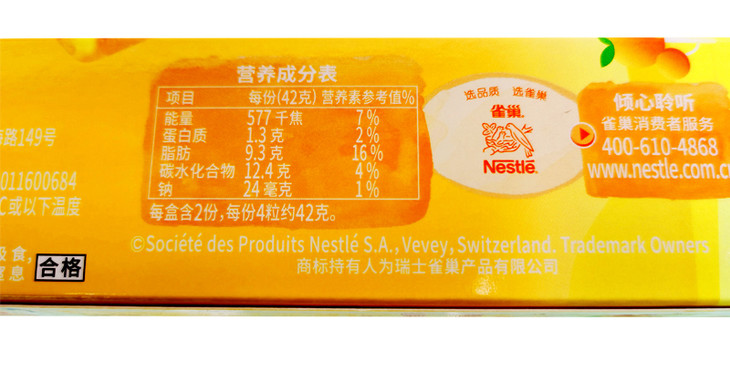 营养成分表
项目 每份(42克) 营养素参考值%
能量 577 千焦 7%
蛋白质 1.3 克 2%
脂肪 9.3 克 16%
碳水化合物 12.4 克 4%
钠 24 毫克 1%
每盒含2份,每份4粒约42克。
选品质 选雀巢
雀巢.
Nestlé.
倾心聆听
雀巢消费者服务
400-610-4868
www.nestle.com.c
路149号
011600684
C或以下温度
食,
息
合格
©Société des Produits Nestlé S.A., Vevey, Switzerland. Trademark Owners
商标持有人为瑞士雀巢产品有限公司